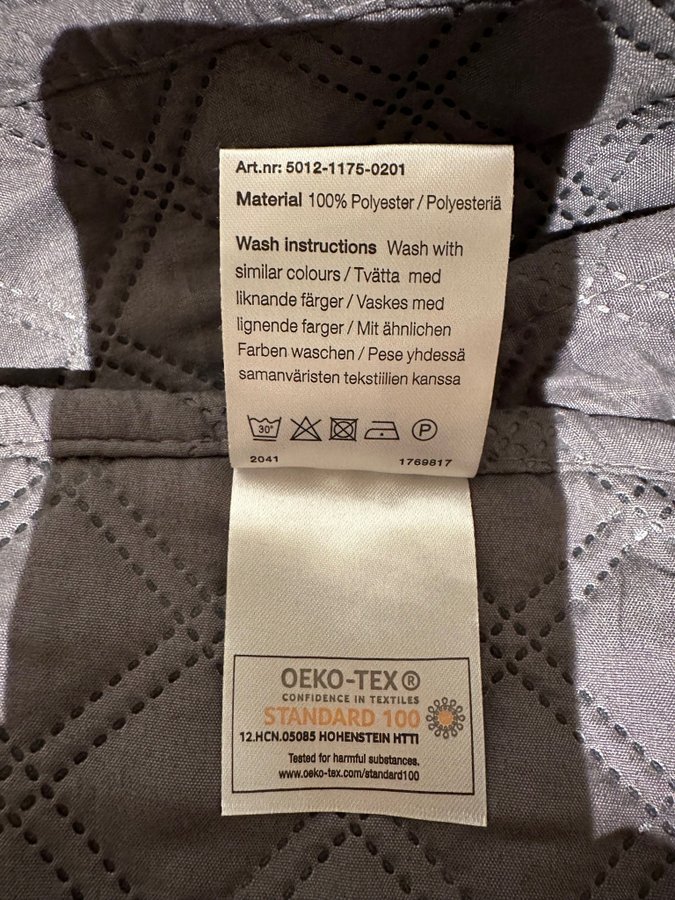 Art.nr: 5012-1175-0201
Material 100% Polyester / Polyesteriä
Wash instructions Wash with
similar colours / Tvätta med
liknande färger / Vaskes med
lignende farger / Mit ähnlichen
Farben waschen / Pese yhdessä
samanväristen tekstiilien kanssa
30°
P
2041 1769817
OEKO-TEX®
CONFIDENCE IN TEXTILES
STANDARD 100
12.HCN.05085 HOHENSTEIN HTTI
Tested for harmful substances.
www.oeko-tex.com/standard100